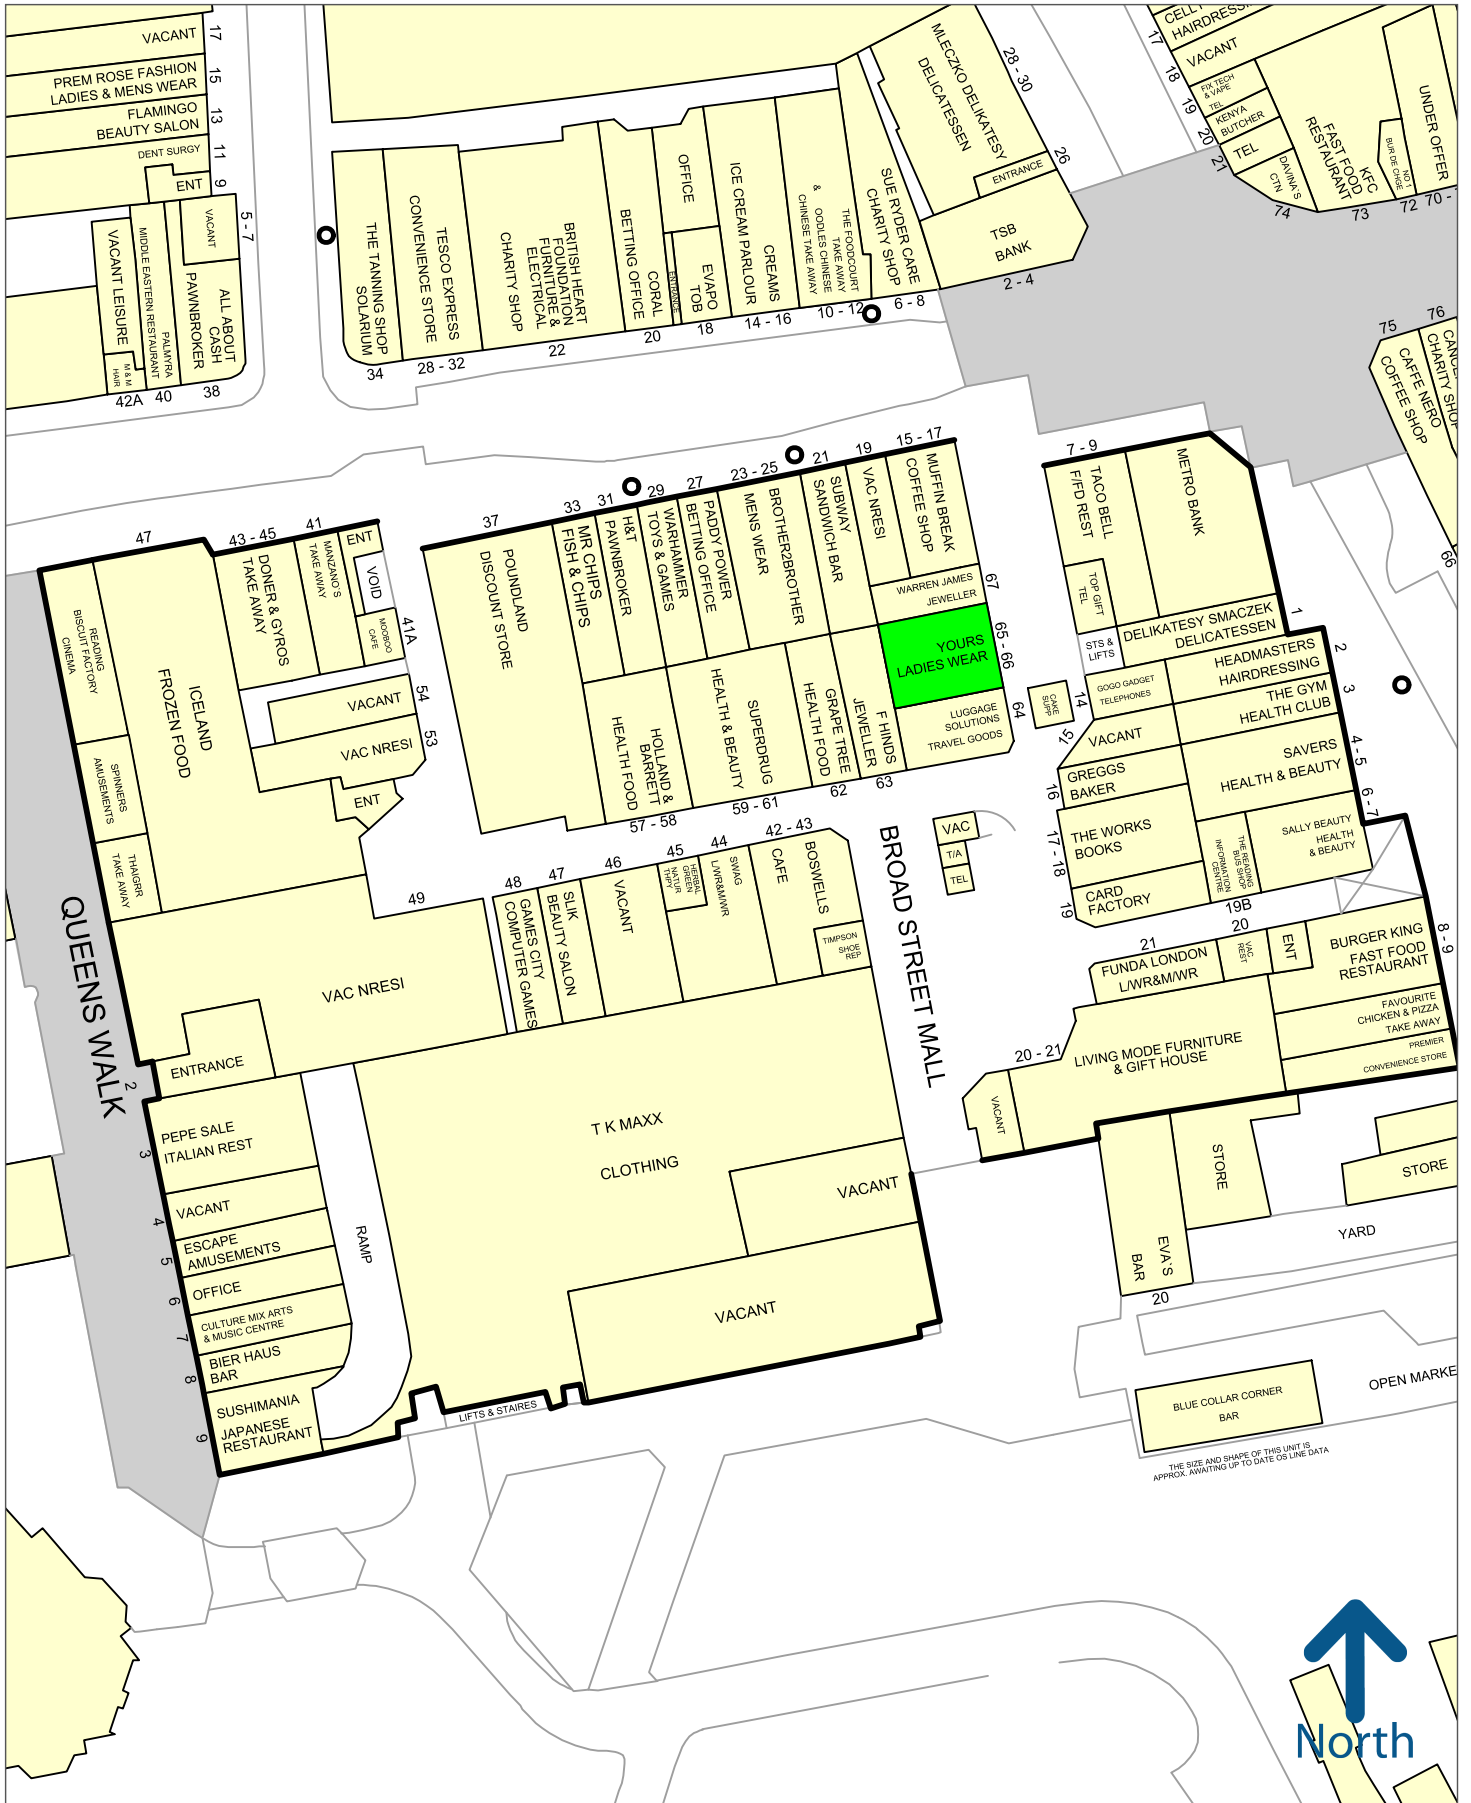 VACANT
17
PREM ROSE FASHION
LADIES & MENS WEAR
15
FLAMINGO
BEAUTY SALON
13
DENT SURGY
11
ENT
9
VACANT
5 - 7
VACANT LEISURE
MIDDLE EASTERN RESTAURANT
PALMYRA
PAWNBROKER
ALL ABOUT
CASH
M & M
HAIR
42A
40
38
THE TANNING SHOP
SOLARIUM
34
TESCO EXPRESS
CONVENIENCE STORE
28 - 32
BRITISH HEART
FOUNDATION
FURNITURE &
ELECTRICAL
CHARITY SHOP
22
CORAL
BETTING OFFICE
20
OFFICE
ENTRANCE
EVAPO
TOB
18
CREAMS
ICE CREAM PARLOUR
14 - 16
THE FOODCOURT
TAKE AWAY
&
OODLES CHINESE
CHINESE TAKE AWAY
10 - 12
SUE RYDER CARE
CHARITY SHOP
6 - 8
MLECZKO DELIKATESY
DELICATESSEN
28 - 30
ENTRANCE
26
TSB
BANK
2 - 4
17
HAIRDRESS
VACANT
18
FIX TECH
& VAPE
TEL
19
KENYA
BUTCHER
20
TEL
21
DAVINA'S
CTN
74
KFC
FAST FOOD
RESTAURANT
73
NO 1
BUR DE CHGE
72
UNDER OFFER
70 -
75
76
CAFFE NERO
COFFEE SHOP
CHARITY SHOP
66
47
READING
BISCUIT FACTORY
CINEMA
SPINNERS
AMUSEMENTS
THAIGRR
TAKE AWAY
ICELAND
FROZEN FOOD
43 - 45
DONER & GYROS
TAKE AWAY
41
MANZANO'S
TAKE AWAY
ENT
VOID
MOOBOO
CAFE
41A
VACANT
54
VAC NRESI
53
ENT
37
POUNDLAND
DISCOUNT STORE
33
MR CHIPS
FISH & CHIPS
31
H&T
PAWNBROKER
29
WARHAMMER
TOYS & GAMES
27
PADDY POWER
BETTING OFFICE
23 - 25
BROTHER2BROTHER
MENS WEAR
21
SUBWAY
SANDWICH BAR
19
VAC NRESI
15 - 17
MUFFIN BREAK
COFFEE SHOP
WARREN JAMES
JEWELLER
67
YOURS
LADIES WEAR
65 - 66
LUGGAGE
SOLUTIONS
TRAVEL GOODS
64
HOLLAND &
BARRETT
HEALTH FOOD
57 - 58
SUPERDRUG
HEALTH & BEAUTY
59 - 61
GRAPE TREE
HEALTH FOOD
62
F HINDS
JEWELLER
63
7 - 9
TACO BELL
F/FD REST
METRO BANK
TOP GIFT
TEL
STS &
LIFTS
DELIKATESY SMACZEK
DELICATESSEN
1
HEADMASTERS
HAIRDRESSING
2
THE GYM
HEALTH CLUB
3
SAVERS
HEALTH & BEAUTY
4 - 5
SALLY BEAUTY
HEALTH
& BEAUTY
6 - 7
CAKE
SUPP
14
GOGO GADGET
TELEPHONES
15
VACANT
16
GREGGS
BAKER
17 - 18
THE WORKS
BOOKS
THE READING
BUS SHOP
INFORMATION
CENTRE
19
CARD
FACTORY
19B
20
21
FUNDA LONDON
L/WR&M/WR
VAC
REST
ENT
BURGER KING
FAST FOOD
RESTAURANT
8 - 9
FAVOURITE
CHICKEN & PIZZA
TAKE AWAY
PREMIER
CONVENIENCE STORE
20 - 21
LIVING MODE FURNITURE
& GIFT HOUSE
VACANT
VAC
T/A
TEL
BROAD STREET MALL
49
VAC NRESI
ENTRANCE
48
GAMES CITY
COMPUTER GAMES
47
SLIK
BEAUTY SALON
46
VACANT
45
HERBAL
GREEN
NATUR
THPY
44
SWAG
L/WR&M/WR
42 - 43
BOSWELLS
CAFE
TIMPSON
SHOE
REP
QUEENS WALK
2
PEPE SALE
ITALIAN REST
3
VACANT
4
ESCAPE
AMUSEMENTS
5
OFFICE
6
CULTURE MIX ARTS
& MUSIC CENTRE
7
BIER HAUS
BAR
8
SUSHIMANIA
JAPANESE
RESTAURANT
9
RAMP
T K MAXX
CLOTHING
VACANT
VACANT
LIFTS & STAIRES
EVA`S
BAR
20
STORE
STORE
YARD
OPEN MARKE
BLUE COLLAR CORNER
BAR
THE SIZE AND SHAPE OF THIS UNIT IS
APPROX. AWAITING UP TO DATE OS LINE DATA
North